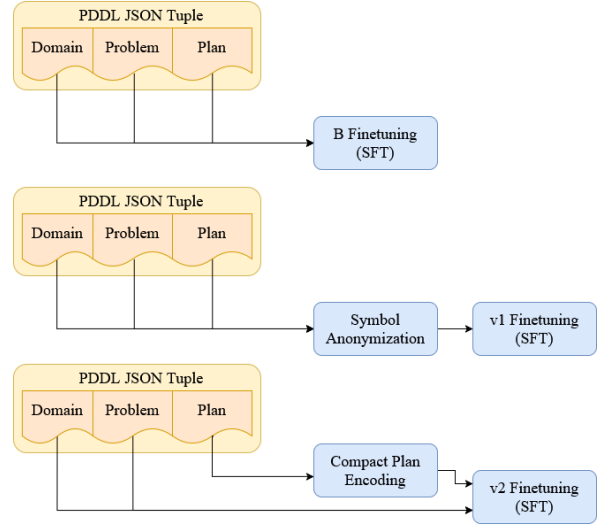 PDDL JSON Tuple
Domain Problem Plan
B Finetuning
(SFT)
PDDL JSON Tuple
Domain Problem Plan
Symbol
Anonymization
v1 Finetuning
(SFT)
PDDL JSON Tuple
Domain Problem Plan
Compact Plan
Encoding
v2 Finetuning
(SFT)